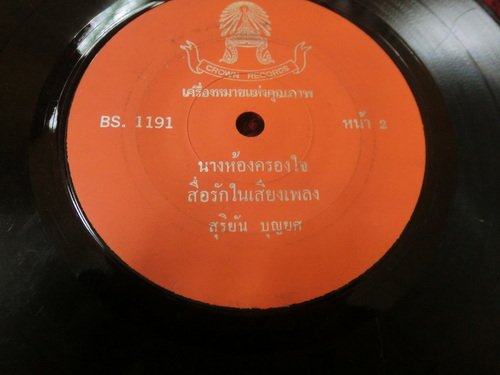 CROWN RECORDS
เครื่องหมายแห่งคุณภาพ
BS. 1191
หน้า 2
นางห้องครองใจ
สื่อรักในเสียงเพลง
สุริยัน บุญยศ